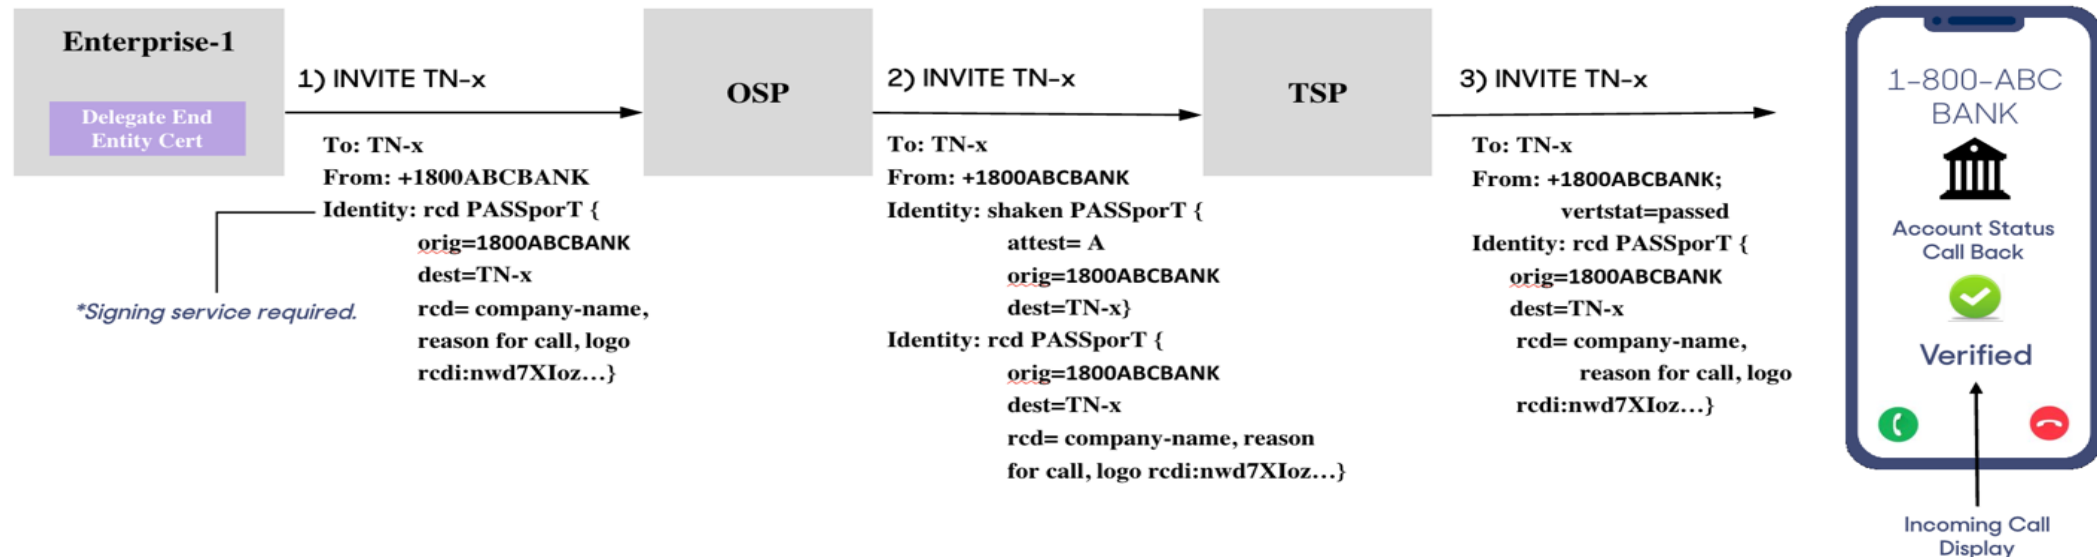 Enterprise-1
Delegate End
Entity Cert
1) INVITE TN-x
To: TN-x
From: +1800ABCBANK
Identity: rcd PASSporT {
orig=1800ABCBANK
dest=TN-x
rcd= company-name,
reason for call, logo
rcdi:nwd7XIoz...}
*Signing service required.
OSP
2) INVITE TN-x
To: TN-x
From: +1800ABCBANK
Identity: shaken PASSporT {
attest= A
orig=1800ABCBANK
dest=TN-x}
Identity: rcd PASSporT {
orig=1800ABCBANK
dest=TN-x
rcd= company-name, reason
for call, logo rcdi:nwd7XIoz...}
TSP
3) INVITE TN-x
To: TN-x
From: +1800ABCBANK;
vertstat=passed
Identity: rcd PASSporT {
orig=1800ABCBANK
dest=TN-x
rcd= company-name,
reason for call, logo
rcdi:nwd7XIoz...}
1-800-ABC
BANK
Account Status
Call Back
Verified
Incoming Call
Display